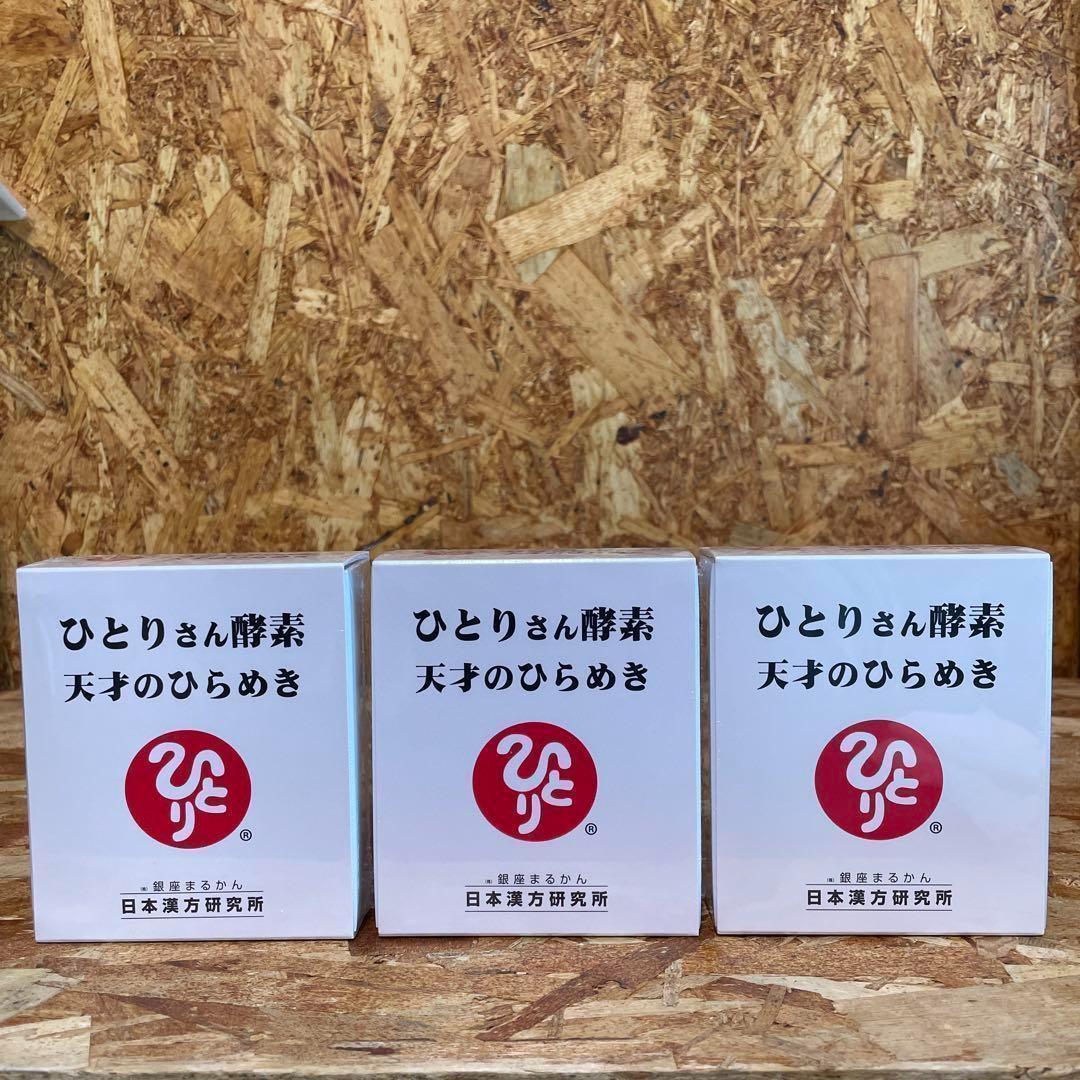 ひとりさん酵素
天才のひらめき
ひとり
®
㈱銀座まるかん
日本漢方研究所
ひとりさん酵素
天才のひらめき
ひとり
®
㈱銀座まるかん
日本漢方研究所
ひとりさん酵素
天才のひらめき
ひとり
®
㈱銀座まるかん
日本漢方研究所